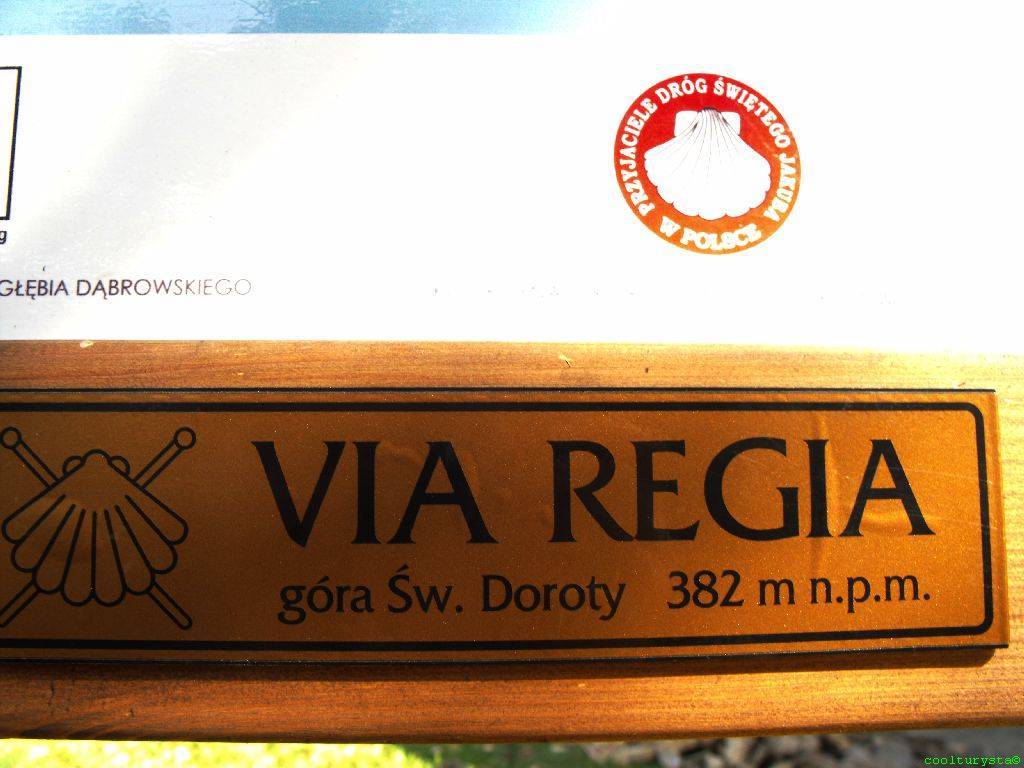 PRZYJACIELE DRÓG ŚWIĘTEGO JAKUBA
W POLSCE
g
GŁĘBIA DĄBROWSKIEGO
VIA REGIA
góra Św. Doroty 382 m n.p.m.
coolturysta©